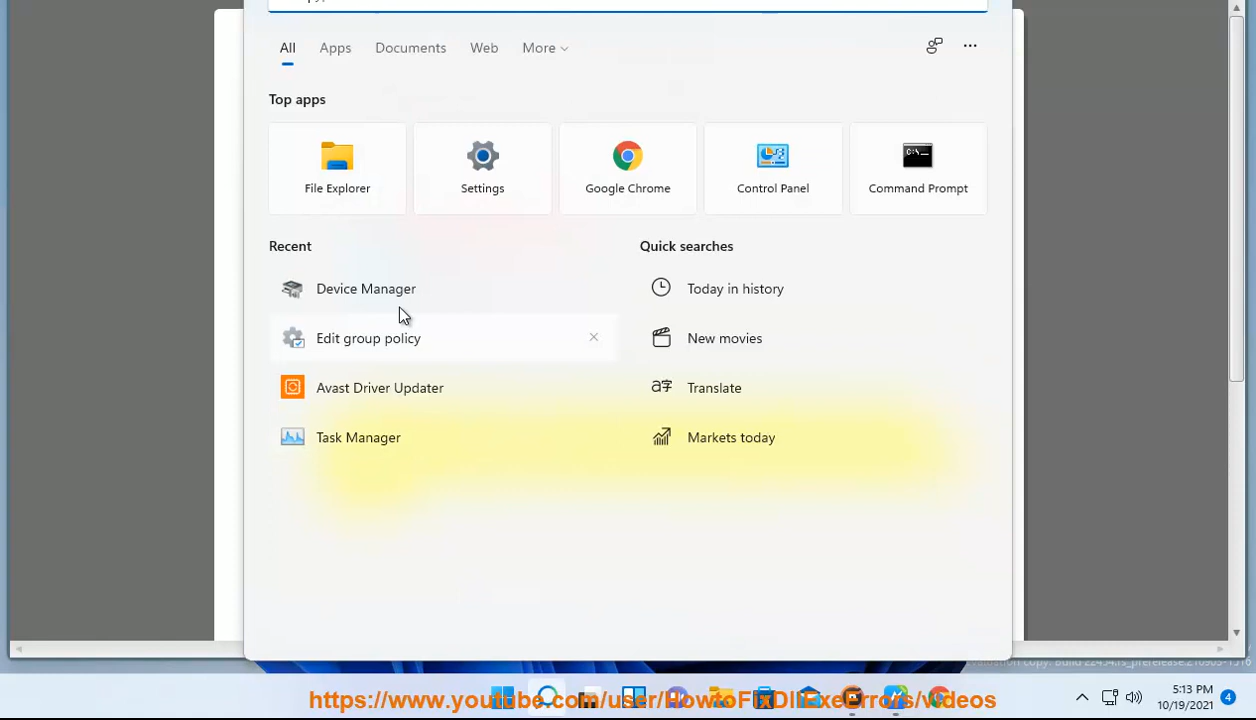 All Apps Documents Web More
Top apps
File Explorer Settings Google Chrome Control Panel Command Prompt
Recent
Device Manager
Edit group policy
Avast Driver Updater
Task Manager
Quick searches
Today in history
New movies
Translate
Markets today
https://www.youtube.com/user/HowtoFixDllExeErrors/videos
5:13 PM
10/19/2021
4